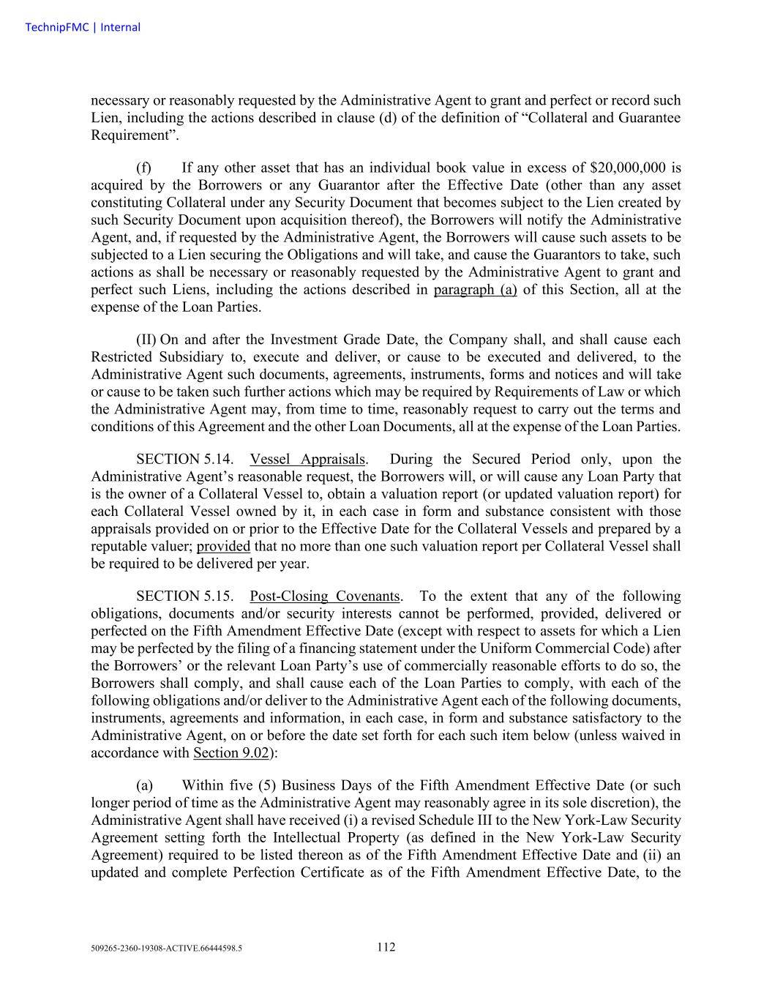 TechnipFMC | Internal
necessary or reasonably requested by the Administrative Agent to grant and perfect or record such
Lien, including the actions described in clause (d) of the definition of “Collateral and Guarantee
Requirement”.
(f) If any other asset that has an individual book value in excess of $20,000,000 is
acquired by the Borrowers or any Guarantor after the Effective Date (other than any asset
constituting Collateral under any Security Document that becomes subject to the Lien created by
such Security Document upon acquisition thereof), the Borrowers will notify the Administrative
Agent, and, if requested by the Administrative Agent, the Borrowers will cause such assets to be
subjected to a Lien securing the Obligations and will take, and cause the Guarantors to take, such
actions as shall be necessary or reasonably requested by the Administrative Agent to grant and
perfect such Liens, including the actions described in paragraph (a) of this Section, all at the
expense of the Loan Parties.
(II) On and after the Investment Grade Date, the Company shall, and shall cause each
Restricted Subsidiary to, execute and deliver, or cause to be executed and delivered, to the
Administrative Agent such documents, agreements, instruments, forms and notices and will take
or cause to be taken such further actions which may be required by Requirements of Law or which
the Administrative Agent may, from time to time, reasonably request to carry out the terms and
conditions of this Agreement and the other Loan Documents, all at the expense of the Loan Parties.
SECTION 5.14. Vessel Appraisals. During the Secured Period only, upon the
Administrative Agent’s reasonable request, the Borrowers will, or will cause any Loan Party that
is the owner of a Collateral Vessel to, obtain a valuation report (or updated valuation report) for
each Collateral Vessel owned by it, in each case in form and substance consistent with those
appraisals provided on or prior to the Effective Date for the Collateral Vessels and prepared by a
reputable valuer; provided that no more than one such valuation report per Collateral Vessel shall
be required to be delivered per year.
SECTION 5.15. Post-Closing Covenants. To the extent that any of the following
obligations, documents and/or security interests cannot be performed, provided, delivered or
perfected on the Fifth Amendment Effective Date (except with respect to assets for which a Lien
may be perfected by the filing of a financing statement under the Uniform Commercial Code) after
the Borrowers’ or the relevant Loan Party’s use of commercially reasonable efforts to do so, the
Borrowers shall comply, and shall cause each of the Loan Parties to comply, with each of the
following obligations and/or deliver to the Administrative Agent each of the following documents,
instruments, agreements and information, in each case, in form and substance satisfactory to the
Administrative Agent, on or before the date set forth for each such item below (unless waived in
accordance with Section 9.02):
(a) Within five (5) Business Days of the Fifth Amendment Effective Date (or such
longer period of time as the Administrative Agent may reasonably agree in its sole discretion), the
Administrative Agent shall have received (i) a revised Schedule III to the New York-Law Security
Agreement setting forth the Intellectual Property (as defined in the New York-Law Security
Agreement) required to be listed thereon as of the Fifth Amendment Effective Date and (ii) an
updated and complete Perfection Certificate as of the Fifth Amendment Effective Date, to the
509265-2360-19308-ACTIVE.66444598.5
112